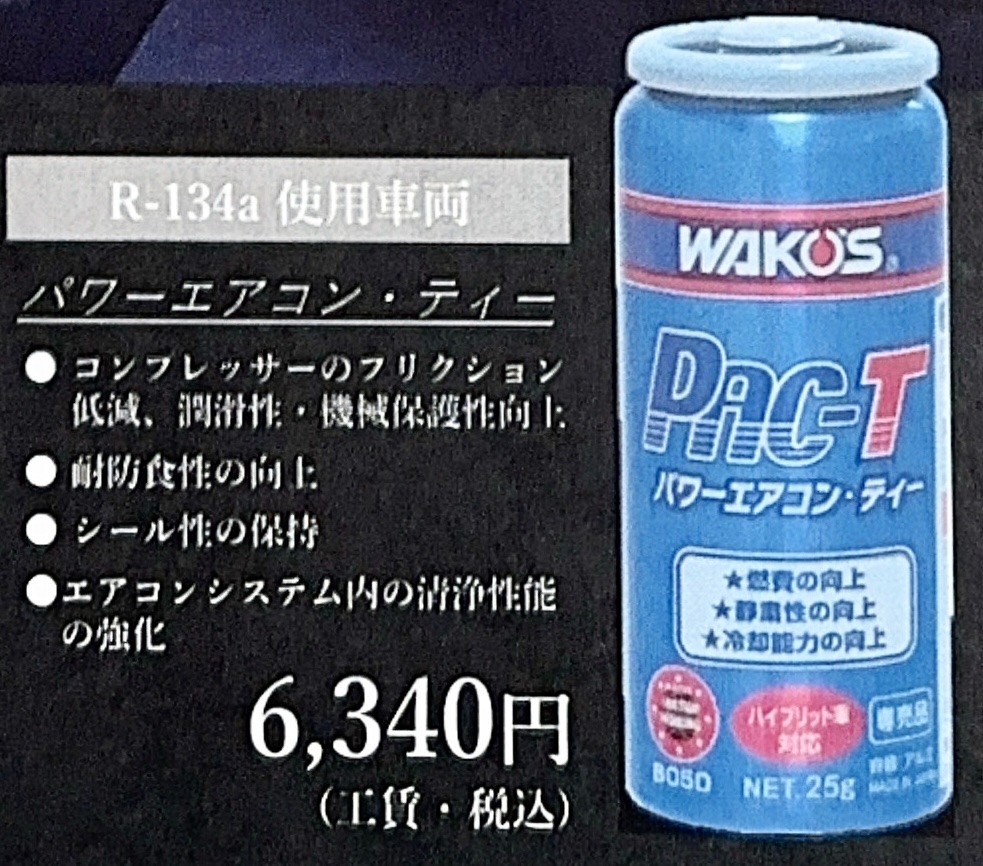 R-134a 使用車両
パワーエアコン・ティー
● コンプレッサーのフリクション
低減、潤滑性・機械保護性向上
● 耐防食性の向上
● シール性の保持
●エアコンシステム内の清浄性能
の強化
6,340円
（工賃・税込）
WAKO'S
PAC-T
パワーエアコン・ティー
★燃費の向上
★静粛性の向上
★冷却能力の向上
ハイブリッド車
対応
専売品
B05D
NET.25g